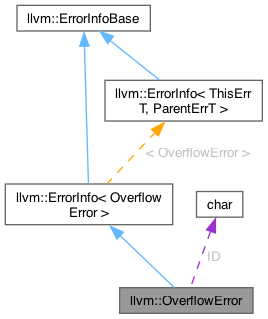 llvm::ErrorInfoBase
llvm::ErrorInfo< ThisErr
T, ParentErrT >
< OverflowError >
llvm::ErrorInfo< Overflow
Error >
char
ID
llvm::OverflowError